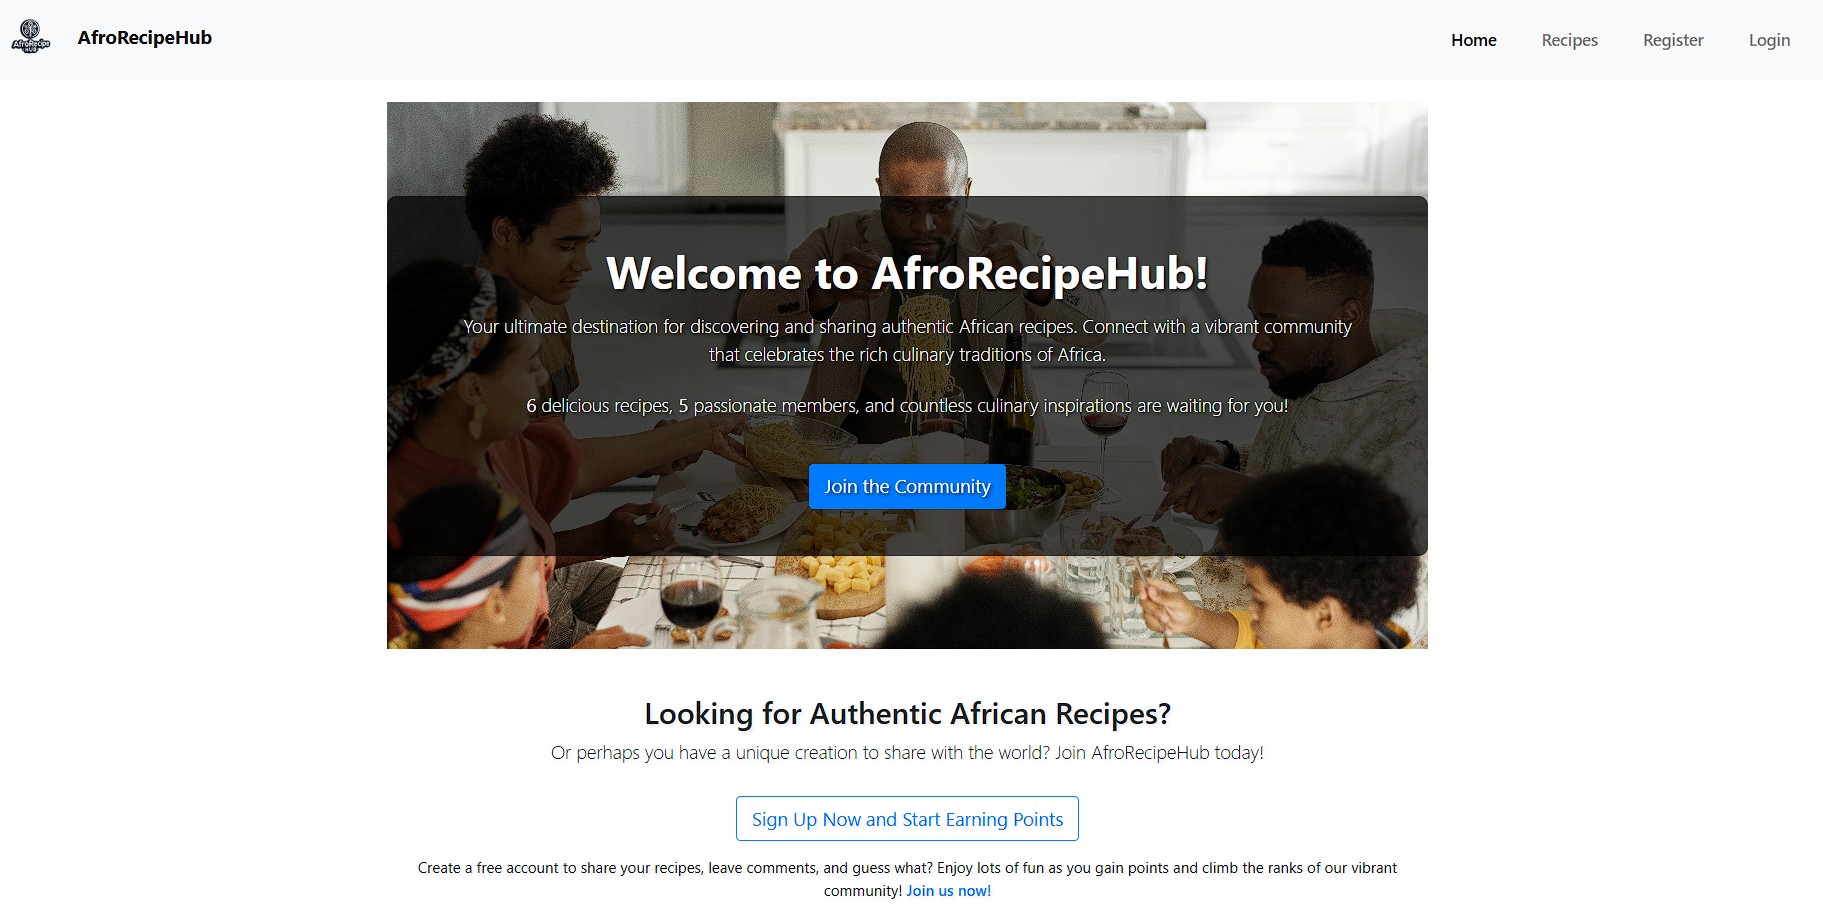 AfroRecipe
HUB
AfroRecipeHub
Home
Recipes
Register
Login
Welcome to AfroRecipeHub!
Your ultimate destination for discovering and sharing authentic African recipes. Connect with a vibrant community
that celebrates the rich culinary traditions of Africa.
6 delicious recipes, 5 passionate members, and countless culinary inspirations are waiting for you!
Join the Community
Looking for Authentic African Recipes?
Or perhaps you have a unique creation to share with the world? Join AfroRecipeHub today!
Sign Up Now and Start Earning Points
Create a free account to share your recipes, leave comments, and guess what? Enjoy lots of fun as you gain points and climb the ranks of our vibrant
community! Join us now!